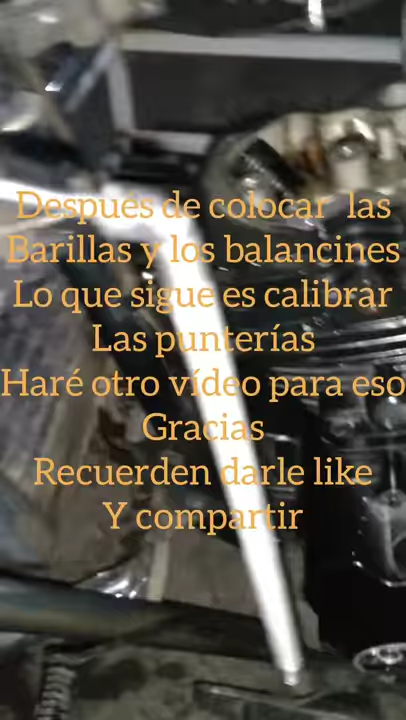 Después de colocar las
Barillas y los balancines
Lo que sigue es calibrar
Las punterías
Haré otro vídeo para eso
Gracias
Recuerden darle like
Y compartir